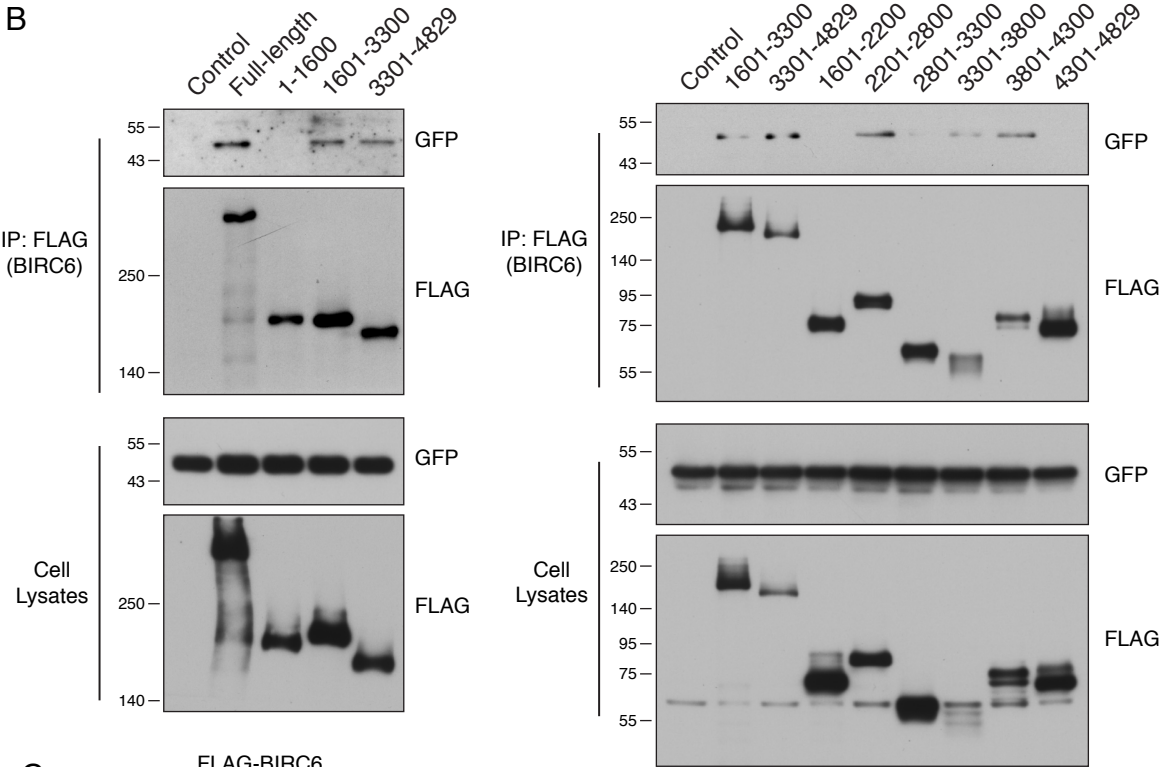 B
Control
Full-length
1-1600
1601-3300
3301-4829
55
43
GFP
IP: FLAG
(BIRC6)
250
140
FLAG
55
43
GFP
Cell
Lysates
250
140
FLAG
Control
1601-3300
3301-4829
1601-2200
2201-2800
2801-3300
3301-3800
3801-4300
4301-4829
55
43
GFP
IP: FLAG
(BIRC6)
250
140
95
75
55
FLAG
55
43
GFP
Cell
Lysates
250
140
95
75
55
FLAG
FLAG-BIRC6